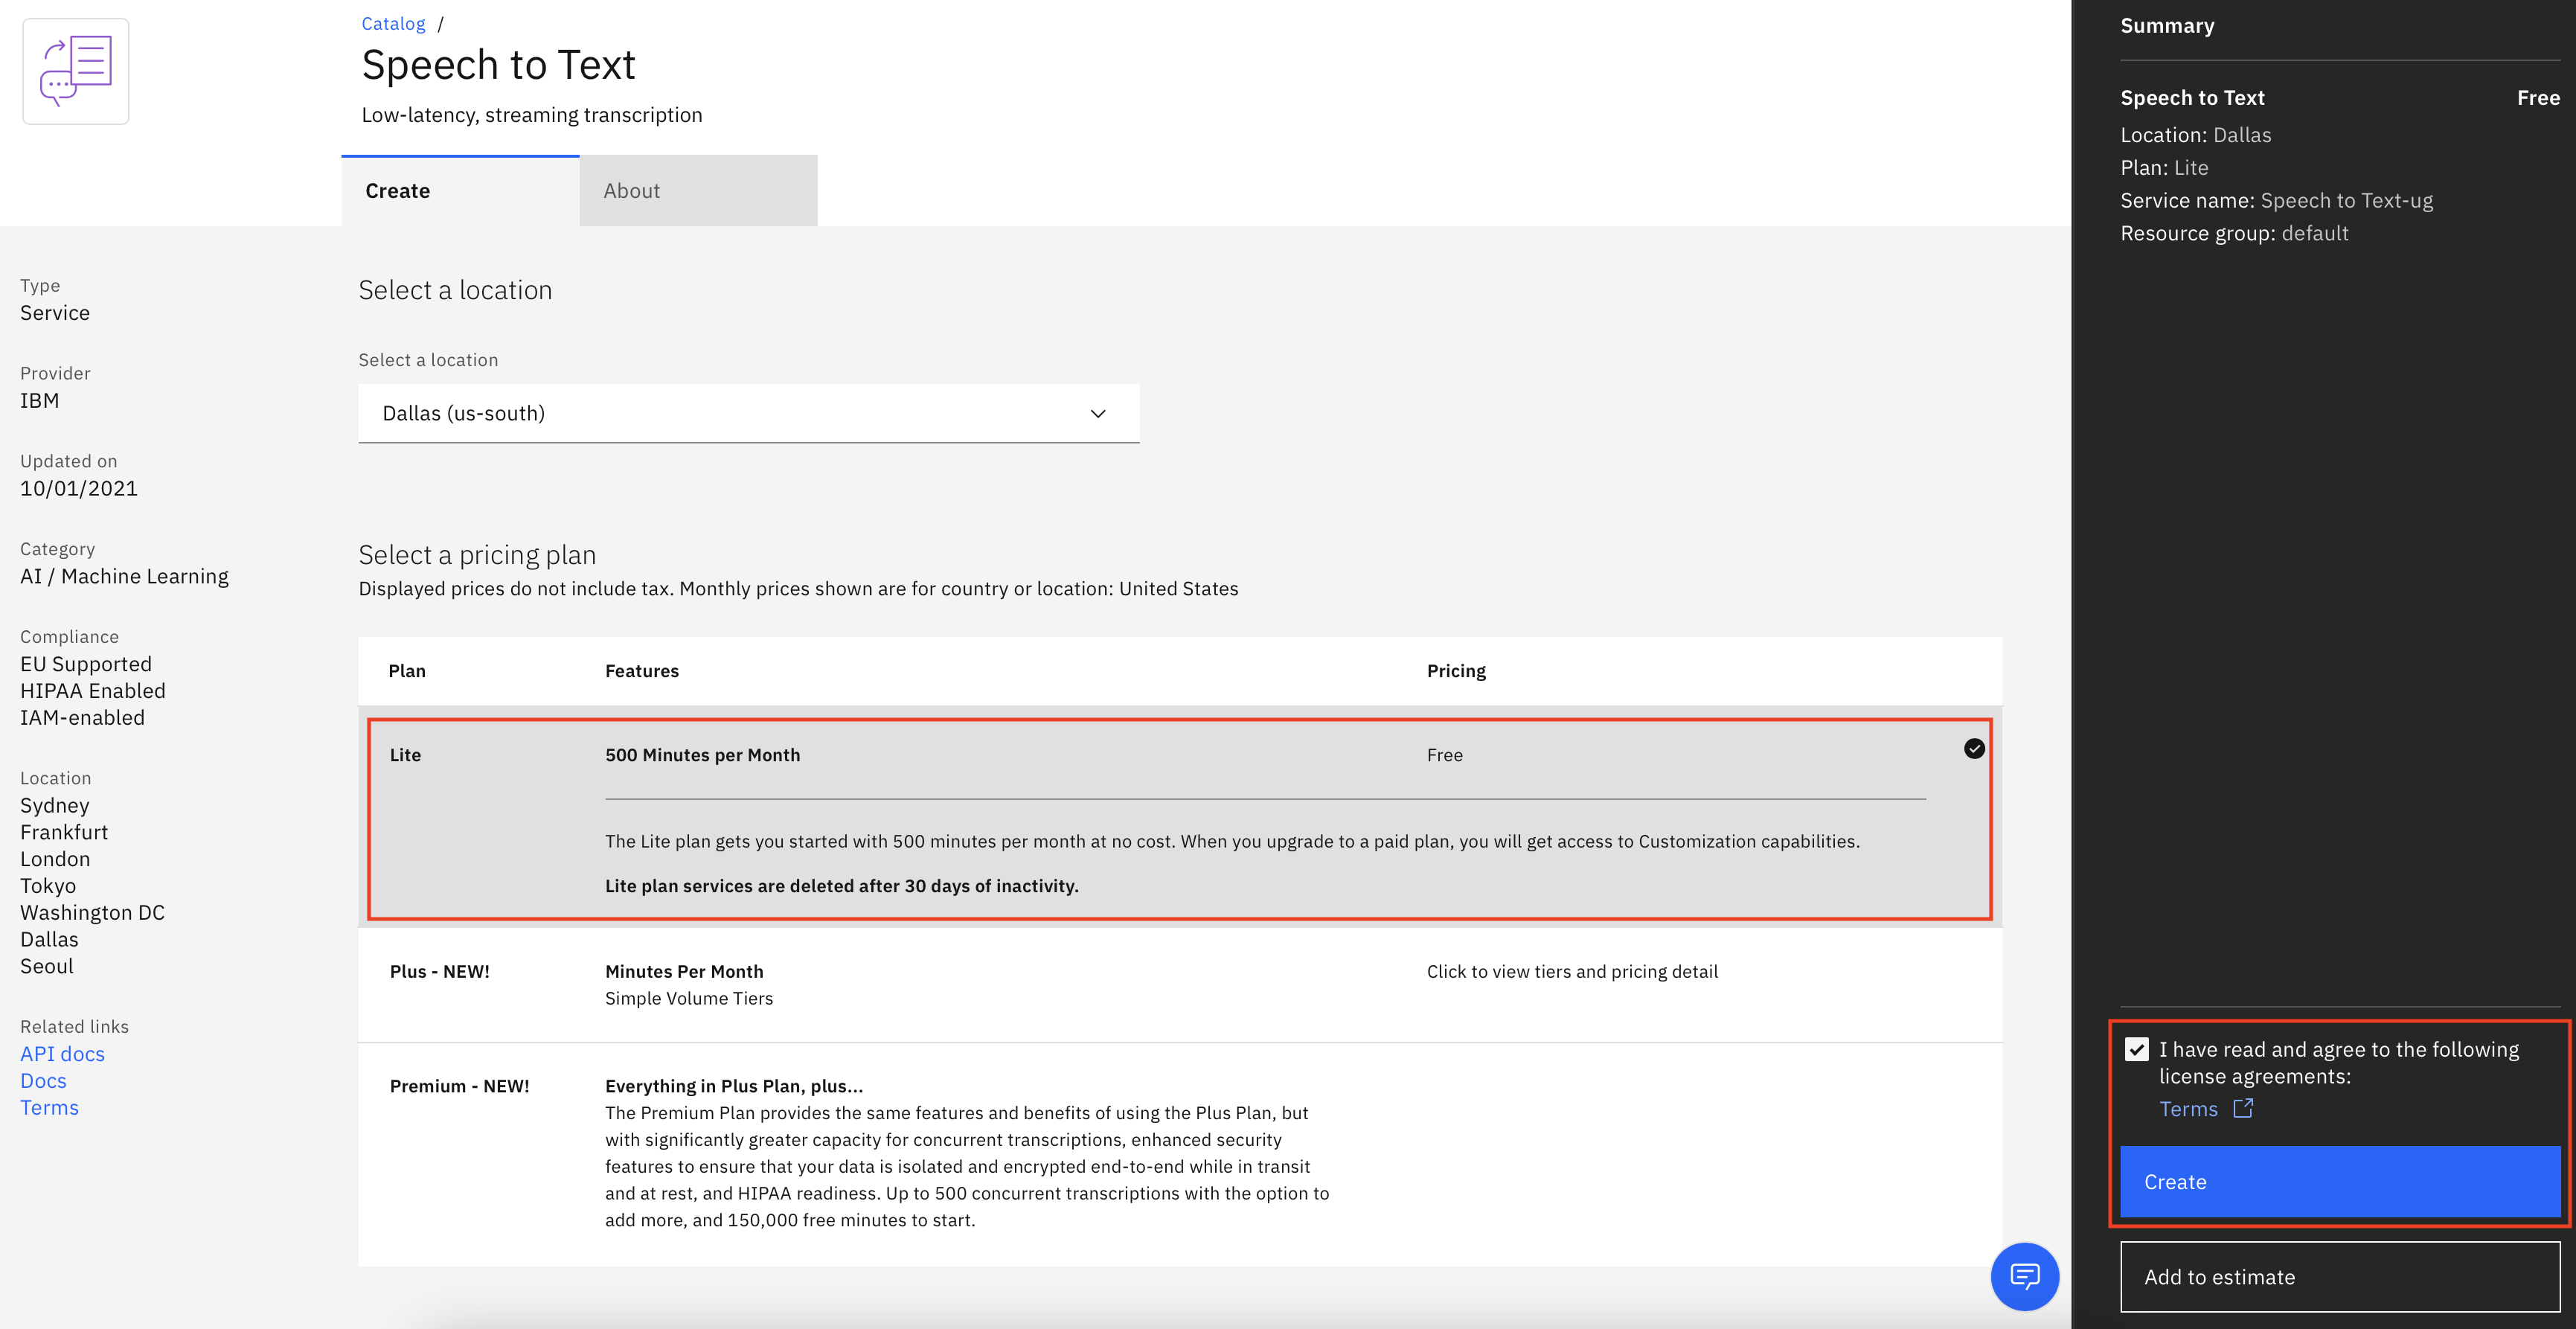 Catalog /
Speech to Text
Low-latency, streaming transcription
Create
About
Type
Service
Provider
IBM
Updated on
10/01/2021
Category
AI / Machine Learning
Compliance
EU Supported
HIPAA Enabled
IAM-enabled
Location
Sydney
Frankfurt
London
Tokyo
Washington DC
Dallas
Seoul
Related links
API docs
Docs
Terms
Select a location
Select a location
Dallas (us-south)
Select a pricing plan
Displayed prices do not include tax. Monthly prices shown are for country or location: United States
Plan Features Pricing
Lite 500 Minutes per Month Free
The Lite plan gets you started with 500 minutes per month at no cost. When you upgrade to a paid plan, you will get access to Customization capabilities.
Lite plan services are deleted after 30 days of inactivity.
Plus - NEW! Minutes Per Month Click to view tiers and pricing detail
Simple Volume Tiers
Premium - NEW! Everything in Plus Plan, plus...
The Premium Plan provides the same features and benefits of using the Plus Plan, but
with significantly greater capacity for concurrent transcriptions, enhanced security
features to ensure that your data is isolated and encrypted end-to-end while in transit
and at rest, and HIPAA readiness. Up to 500 concurrent transcriptions with the option to
add more, and 150,000 free minutes to start.
Summary
Speech to Text Free
Location: Dallas
Plan: Lite
Service name: Speech to Text-ug
Resource group: default
I have read and agree to the following
license agreements:
Terms
Create
Add to estimate